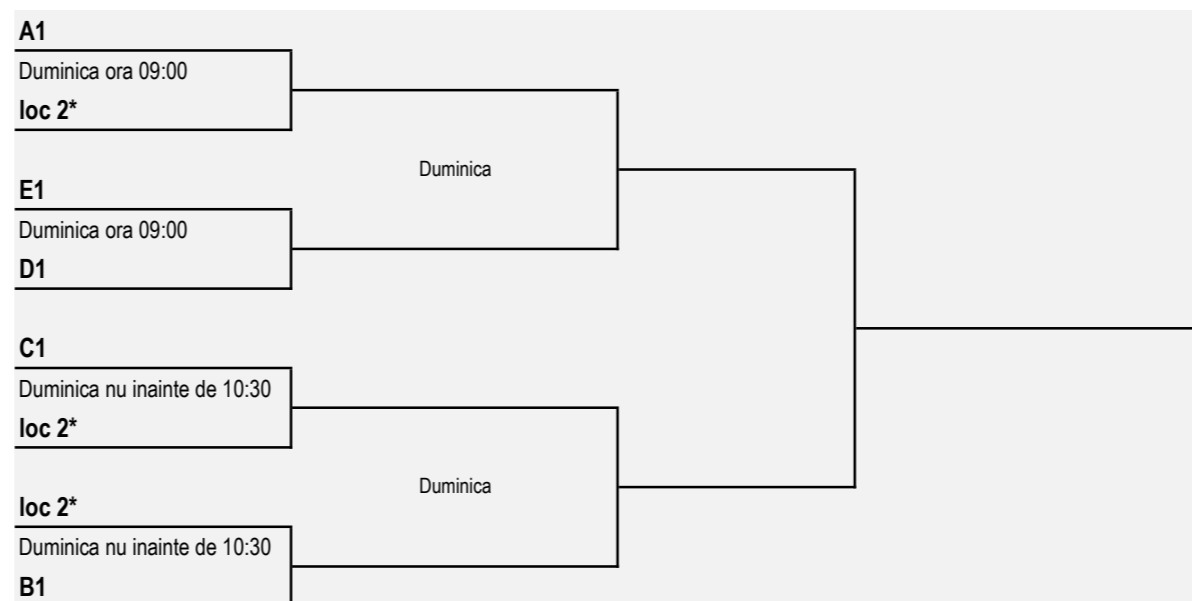 A1
Duminica ora 09:00
loc 2*
Duminica
E1
Duminica ora 09:00
D1
C1
Duminica nu inainte de 10:30
loc 2*
Duminica
loc 2*
Duminica nu inainte de 10:30
B1